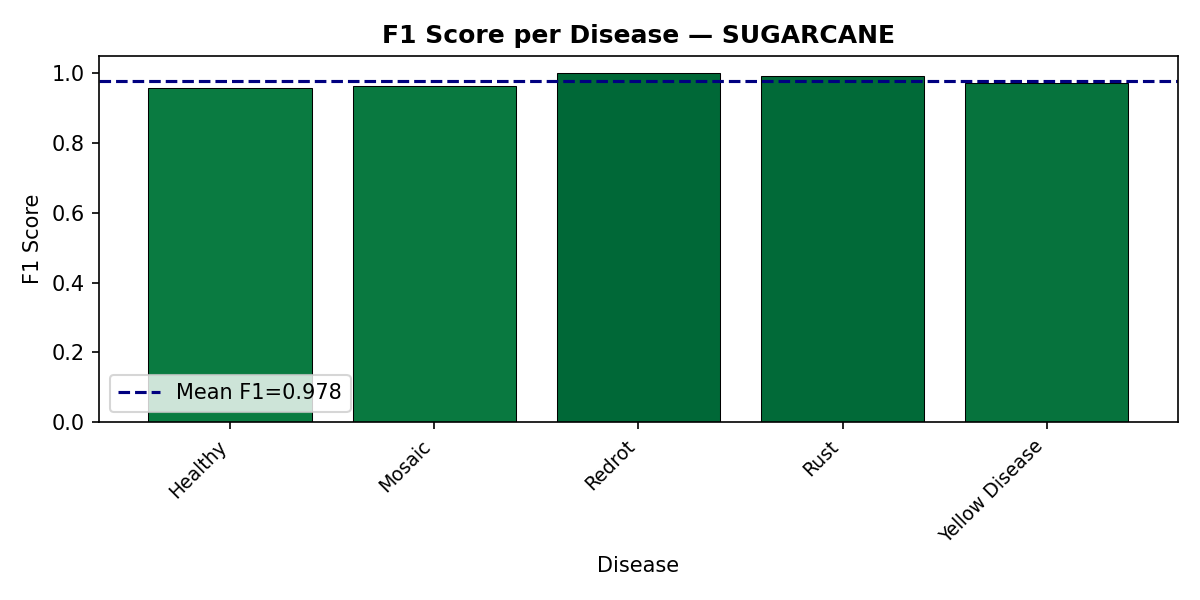 F1 Score per Disease — SUGARCANE
F1 Score
1.0
0.8
0.6
0.4
0.2
0.0
Mean F1=0.978
Healthy
Mosaic
Redrot
Rust
Yellow Disease
Disease